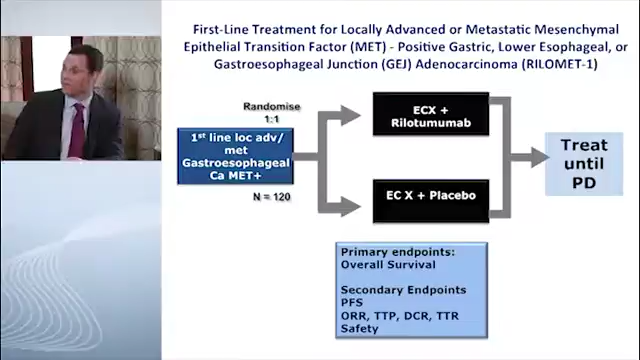 First-Line Treatment for Locally Advanced or Metastatic Mesenchymal
Epithelial Transition Factor (MET) - Positive Gastric, Lower Esophageal, or
Gastroesophageal Junction (GEJ) Adenocarcinoma (RILOMET-1)
Randomise
1:1
1st line loc adv/
met
Gastroesophageal
Ca MET+
N = 120
ECX +
Rilotumumab
EC X + Placebo
Treat
until
PD
Primary endpoints:
Overall Survival
Secondary Endpoints
PFS
ORR, TTP, DCR, TTR
Safety